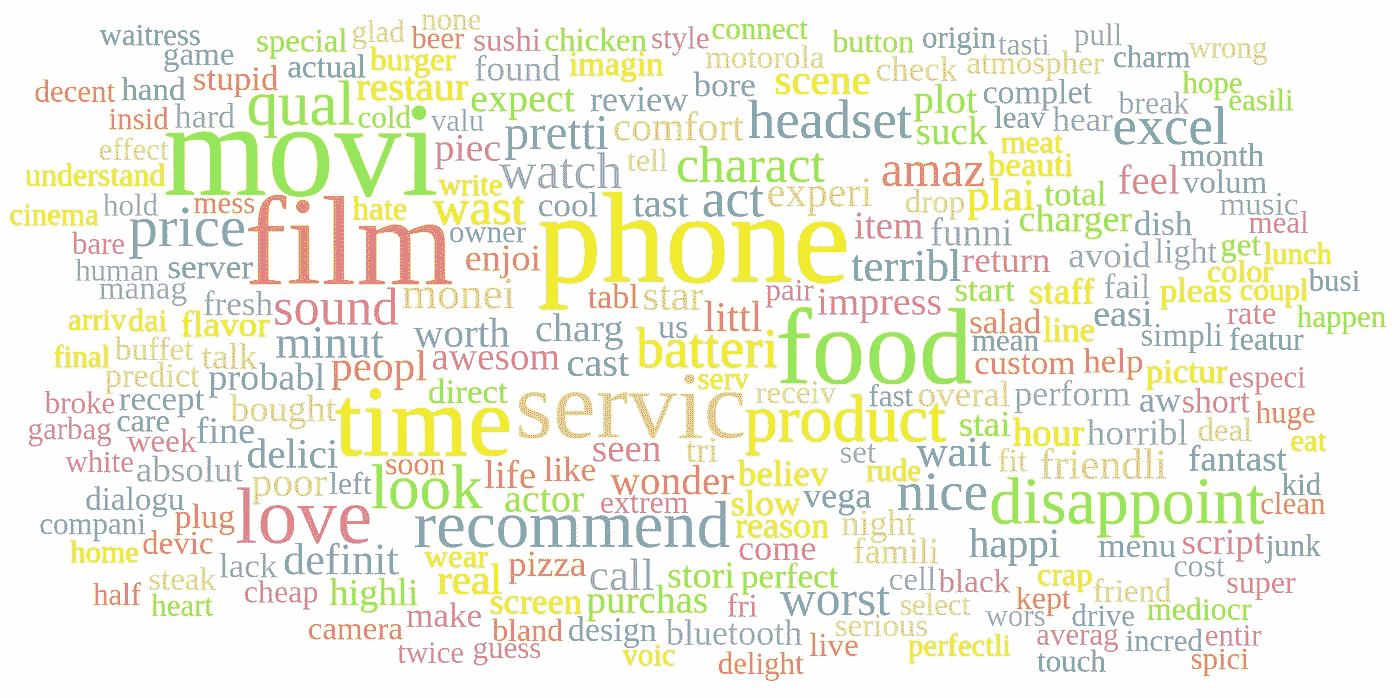 waitress special glad none beer sushi chicken style connect button origin tasti pull
game actual burger found imagin motorola bore scene check atmospher charm wrong
decent hand stupid qual restaur expect review plot complet break hope easili
insid hard movi cold valu pretti comfort headset suck leav hear excel
effect piec watch tell charact amaz meat beauti month
understand write feel volum
cinema hold mess film hate wast cool tast act experi drop plai total music
bare price owner enjoi phone item funni charger dish meal
human server terribl return avoid light get lunch
manag fresh sound monei tabl star pair impress start staff fail pleas color coupl busi
arriv dai flavor minut worth charg us littl food salad line easi rate happen
final buffet talk peopl awesom cast batteri mean simpli featur
predict probabl direct serv custom help pictur especi
broke recept bought time servic receiv product fast overal perform aw short huge
garbag care week fine stai hour horribl deal eat
white absolut delici seen tri set wait fit friendli fantast
dialogu poor left soon look life like wonder believ rude kid
compani plug love actor extrem slow vega nice disappoint clean
home devic recommend reason night happi menu script junk
lack definit wear pizza come famili cost
half steak cheap highli real call stori perfect cell black crap friend super
heart make screen purchas fri worst select kept wors drive mediocr
camera bland design bluetooth live serious averag incred entir
twice guess voic delight perfectli touch spici